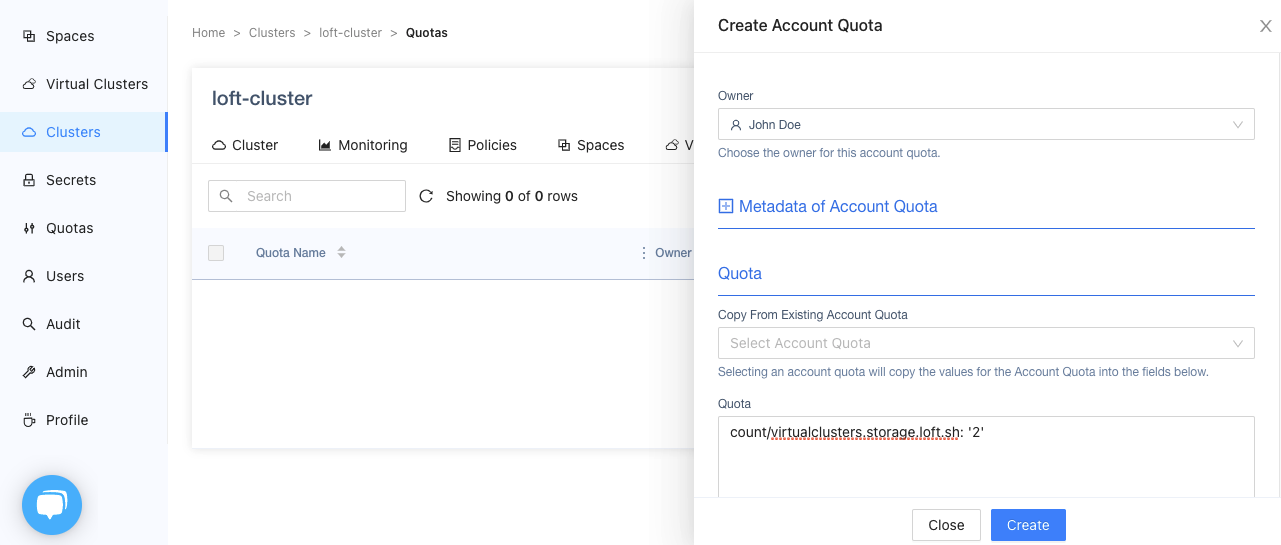 Spaces
Virtual Clusters
Clusters
Secrets
Quotas
Users
Audit
Admin
Profile
Home > Clusters > loft-cluster > Quotas
loft-cluster
Cluster Monitoring Policies Spaces V
Search Showing 0 of 0 rows
Quota Name Owner
Create Account Quota
Owner
John Doe
Choose the owner for this account quota.
Metadata of Account Quota
Quota
Copy From Existing Account Quota
Select Account Quota
Selecting an account quota will copy the values for the Account Quota into the fields below.
Quota
count/virtualclusters.storage.loft.sh: '2'
Close Create